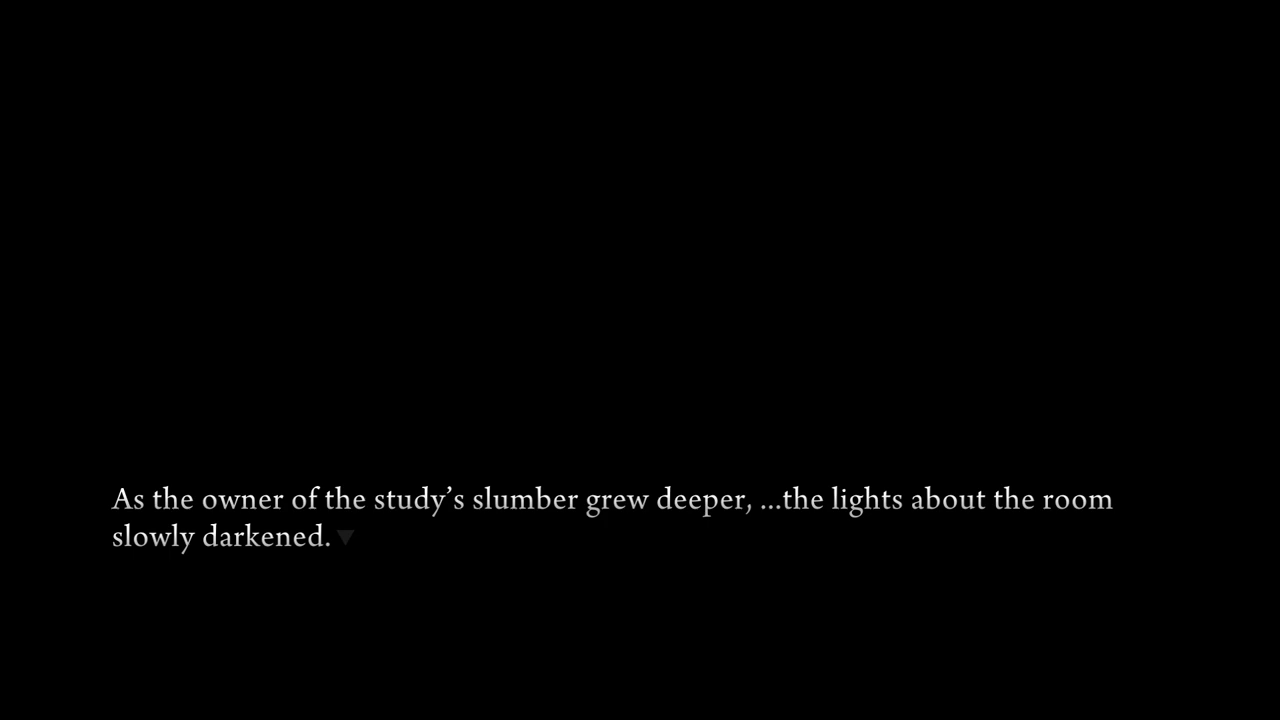 As the owner of the study’s slumber grew deeper, ...the lights about the room
slowly darkened.